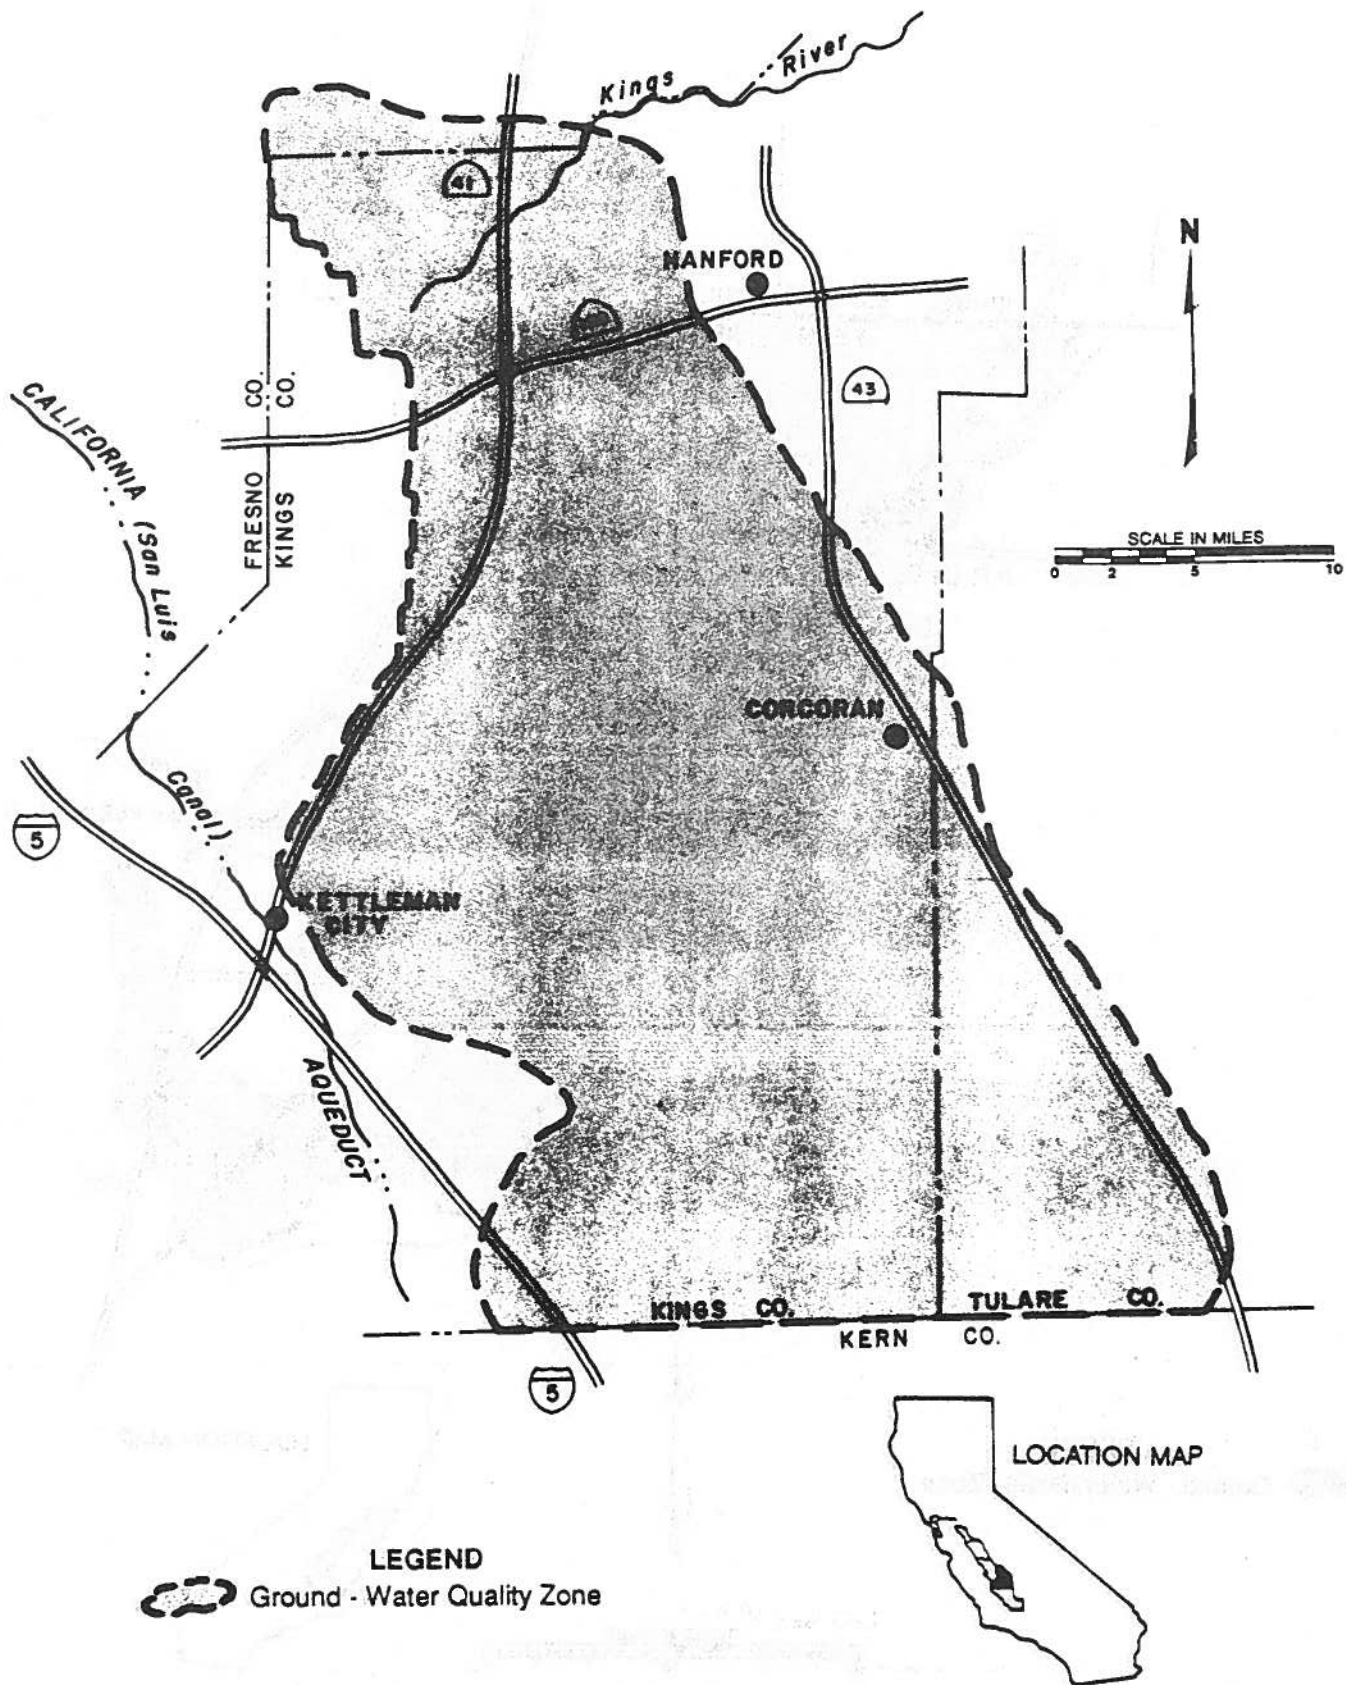 Kings River
41
HANFORD
N
43
CO.
CO.
FRESNO
KINGS
CALIFORNIA (San Luis
Canal)
AQUEDUCT
SCALE IN MILES
0 2 5 10
CORCORAN
5
KETTLEMAN
CITY
KINGS CO.
TULARE CO.
KERN CO.
5
LOCATION MAP
LEGEND
Ground - Water Quality Zone